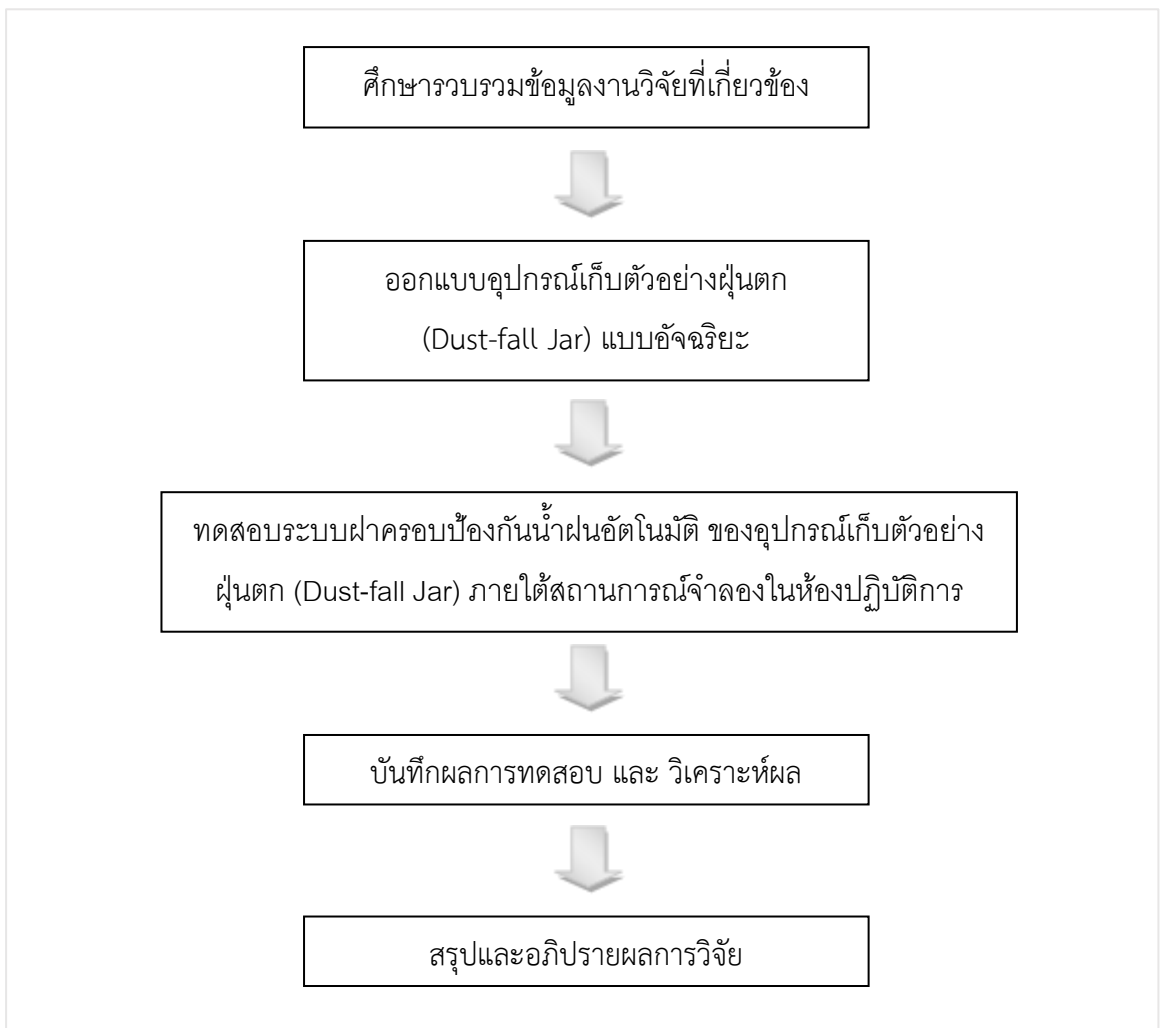 ศึกษารวบรวมข้อมูลงานวิจัยที่เกี่ยวข้อง
ออกแบบอุปกรณ์เก็บตัวอย่างฝุ่นตก
(Dust-fall Jar) แบบอัจฉริยะ
ทดสอบระบบฝาครอบป้องกันน้ำฝนอัตโนมัติ ของอุปกรณ์เก็บตัวอย่าง
ฝุ่นตก (Dust-fall Jar) ภายใต้สถานการณ์จำลองในห้องปฏิบัติการ
บันทึกผลการทดสอบ และ วิเคราะห์ผล
สรุปและอภิปรายผลการวิจัย